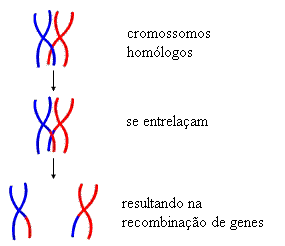 cromossomos
homólogos
se entrelaçam
resultando na
recombinação de genes